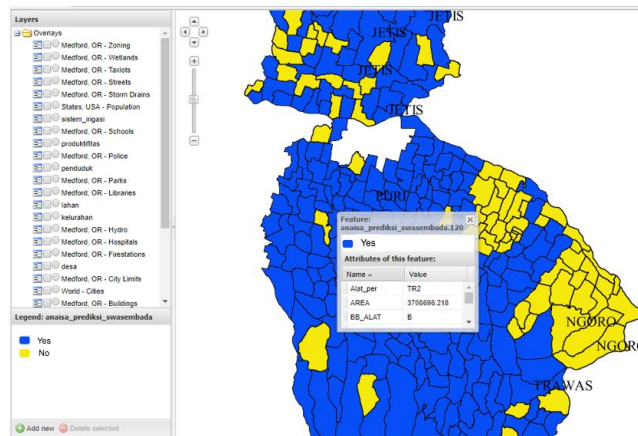 Layers
Overlays
Medford, OR - Zoning
Medford, OR - Wetlands
Medford, OR - Taxlots
Medford, OR - Streets
Medford, OR - Storm Drains
States, USA - Population
sistem_irigasi
Medford, OR - Schools
produktifitas
Medford, OR - Police
penduduk
Medford, OR - Parks
Medford, OR - Libraries
lahan
kelurahan
Medford, OR - Hydro
Medford, OR - Hospitals
Medford, OR - Firestations
desa
Medford, OR - City Limits
World - Cities
Medford, OR - Buildings
Legend: anaisa_prediksi_swasembada
Yes
No
Add new Delete selected
JETIS
JETIS
JETIS
JETIS
PURI
Feature:
anaisa_prediksi_swasembada.120
Yes
Attributes of this feature:
Name Value
Alat_per TR2
AREA 3708696.218
BB_ALAT B
NGORO
NGORO
TRAWAS